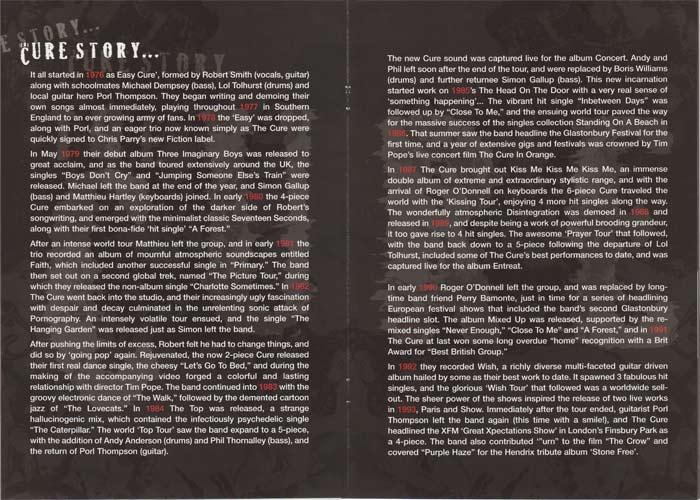 E STORY...
CURE STORY...
CURE STORY
It all started in 1976 as Easy Cure', formed by Robert Smith (vocals, guitar)
along with schoolmates Michael Dempsey (bass), Lol Tolhurst (drums) and
local guitar hero Porl Thompson. They began writing and demoing their
own songs almost immediately, playing throughout 1977 in Southern
England to an ever growing army of fans. In 1978 the 'Easy' was dropped,
along with Porl, and an eager trio now known simply as The Cure were
quickly signed to Chris Parry's new Fiction label.
In May 1979 their debut album Three Imaginary Boys was released to
great acclaim, and as the band toured extensively around the UK, the
singles "Boys Don't Cry" and "Jumping Someone Else's Train" were
released. Michael left the band at the end of the year, and Simon Gallup
(bass) and Matthieu Hartley (keyboards) joined. In early 1980 the 4-piece
Cure embarked on an exploration of the darker side of Robert's
songwriting, and emerged with the minimalist classic Seventeen Seconds,
along with their first bona-fide 'hit single' "A Forest."
After an intense world tour Matthieu left the group, and in early 1981 the
trio recorded an album of mournful atmospheric soundscapes entitled
Faith, which included another successful single in "Primary." The band
then set out on a second global trek, named "The Picture Tour," during
which they released the non-album single "Charlotte Sometimes." In 1982
The Cure went back into the studio, and their increasingly ugly fascination
with despair and decay culminated in the unrelenting sonic attack of
Pornography. An intensely volatile tour ensued, and the single "The
Hanging Garden" was released just as Simon left the band.
After pushing the limits of excess, Robert felt he had to change things, and
did so by 'going pop' again. Rejuvenated, the now 2-piece Cure released
their first real dance single, the cheesy "Let's Go To Bed," and during the
making of the accompanying video forged a colorful and lasting
relationship with director Tim Pope. The band continued into 1983 with the
groovy electronic dance of "The Walk," followed by the demented cartoon
jazz of "The Lovecats." In 1984 The Top was released, a strange
hallucinogenic mix, which contained the infectiously psychedelic single
"The Caterpillar." The world 'Top Tour' saw the band expand to a 5-piece,
with the addition of Andy Anderson (drums) and Phil Thornalley (bass), and
the return of Porl Thompson (guitar).
The new Cure sound was captured live for the album Concert. Andy and
Phil left soon after the end of the tour, and were replaced by Boris Williams
(drums) and further returnee Simon Gallup (bass). This new incarnation
started work on 1985's The Head On The Door with a very real sense of
'something happening'... The vibrant hit single "Inbetween Days" was
followed up by "Close To Me," and the ensuing world tour paved the way
for the massive success of the singles collection Standing On A Beach in
1986. That summer saw the band headline the Glastonbury Festival for the
first time, and a year of extensive gigs and festivals was crowned by Tim
Pope's live concert film The Cure In Orange.
In 1987 The Cure brought out Kiss Me Kiss Me Kiss Me, an immense
double album of extreme and extraordinary stylistic range, and with the
arrival of Roger O'Donnell on keyboards the 6-piece Cure traveled the
world with the 'Kissing Tour', enjoying 4 more hit singles along the way.
The wonderfully atmospheric Disintegration was demoed in 1988 and
released in 1989, and despite being a work of powerful brooding grandeur,
it too gave rise to 4 hit singles. The awesome 'Prayer Tour' that followed,
with the band back down to a 5-piece following the departure of Lol
Tolhurst, included some of The Cure's best performances to date, and was
captured live for the album Entreat.
In early 1990 Roger O'Donnell left the group, and was replaced by long-
time band friend Perry Bamonte, just in time for a series of headlining
European festival shows that included the band's second Glastonbury
headline slot. The album Mixed Up was released, supported by the re-
mixed singles "Never Enough," "Close To Me" and "A Forest," and in 1991
The Cure at last won some long overdue "home" recognition with a Brit
Award for "Best British Group."
In 1992 they recorded Wish, a richly diverse multi-faceted guitar driven
album hailed by some as their best work to date. It spawned 3 fabulous hit
singles, and the glorious 'Wish Tour' that followed was a worldwide sell-
out. The sheer power of the shows inspired the release of two live works
in 1993, Paris and Show. Immediately after the tour ended, guitarist Porl
Thompson left the band again (this time with a smile!), and The Cure
headlined the XFM 'Great Xpectations Show' in London's Finsbury Park as
a 4-piece. The band also contributed '"urn" to the film "The Crow" and
covered "Purple Haze" for the Hendrix tribute album 'Stone Free'.